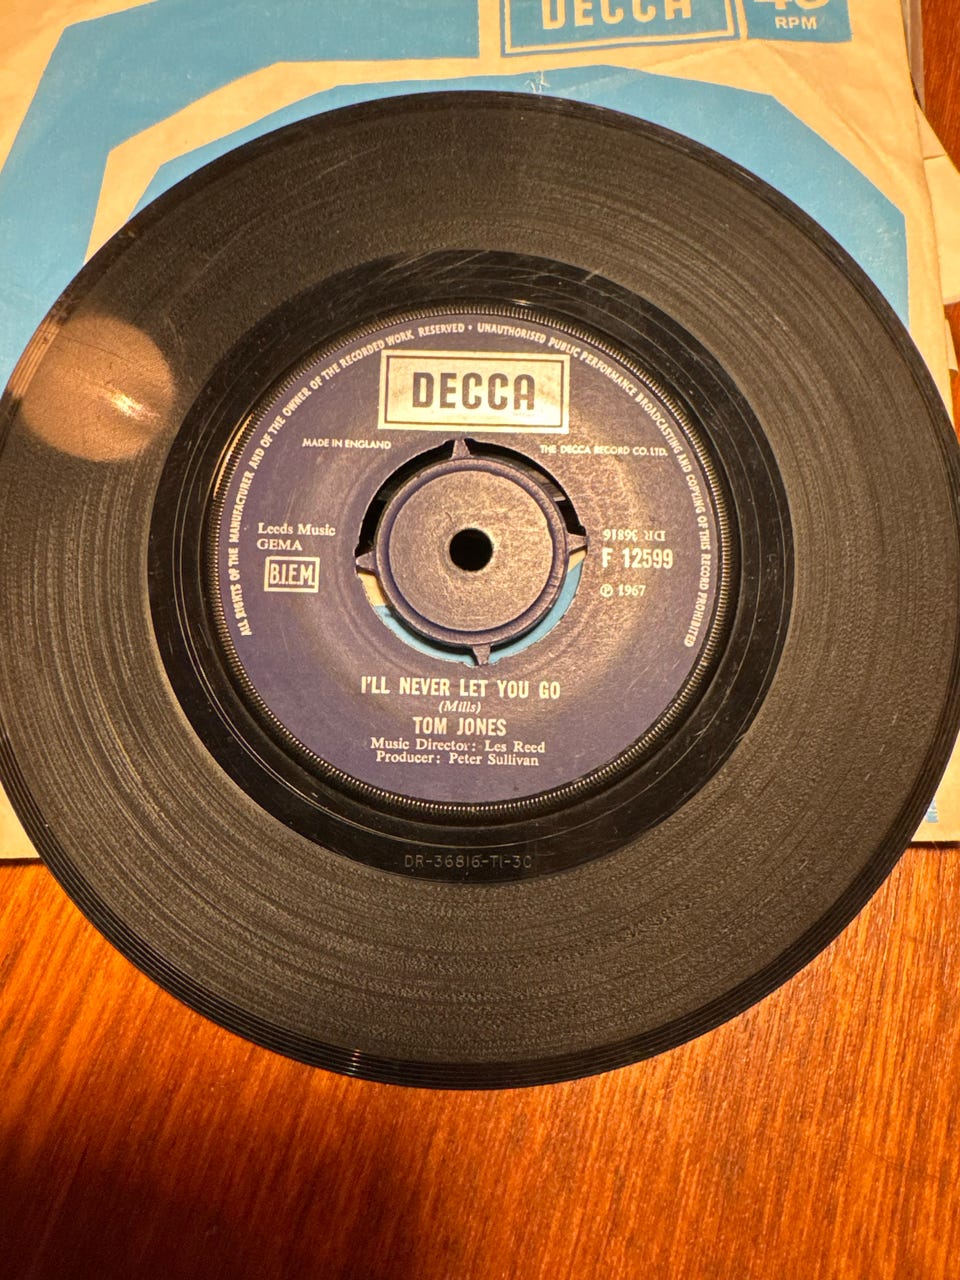 DECCA
RPM
ALL RIGHTS OF THE MANUFACTURER AND OF THE OWNER OF THE RECORDED WORK RESERVED • UNAUTHORISED PUBLIC PERFORMANCE BROADCASTING AND COPYING OF THIS RECORD PROHIBITED
DECCA
MADE IN ENGLAND
THE DECCA RECORD CO. LTD.
Leeds Music
GEMA
B.I.E.M.
DR 36816
F 12599
℗ 1967
I'LL NEVER LET YOU GO
(Mills)
TOM JONES
Music Director: Les Reed
Producer: Peter Sullivan
DR-36816-T1-3C